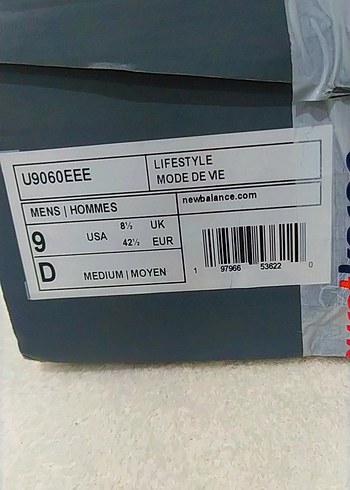 U9060EEE
LIFESTYLE
MODE DE VIE
MENS | HOMMES
newbalance.com
9 USA 8½ UK
42½ EUR
D MEDIUM | MOYEN
1 97966 53622 0